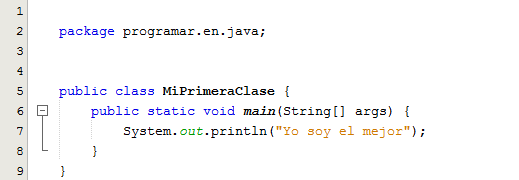 1
2 package programar.en.java;
3
4
5 public class MiPrimeraClase {
6 public static void main(String[] args) {
7 System.out.println("Yo soy el mejor");
8 }
9 }